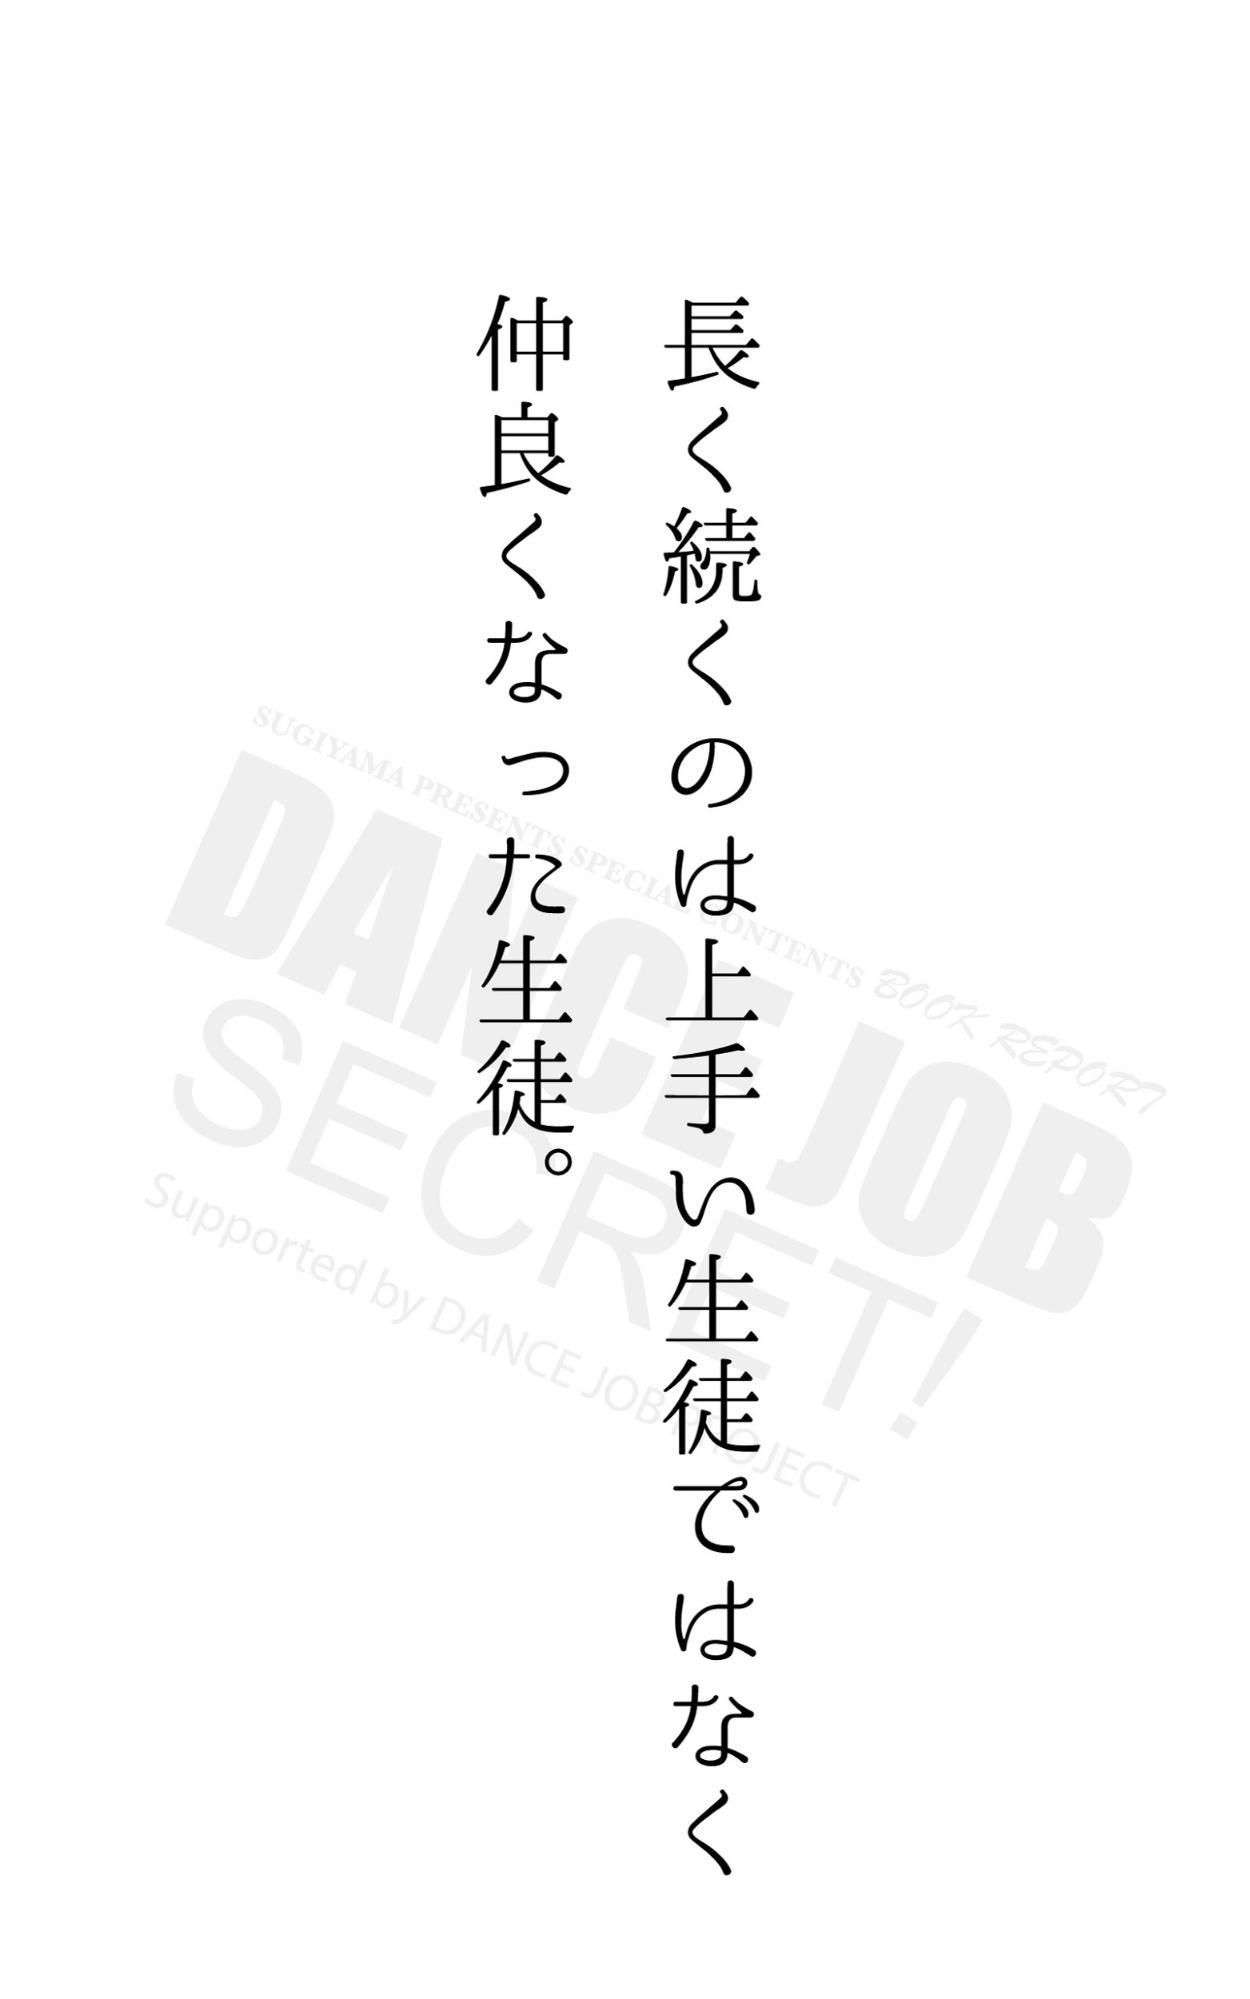 長く続くのは上手い生徒ではなく
仲良くなった生徒。
SUGIYAMA PRESENTS SPECIAL CONTENTS BOOK REPORT
DANCE JOB
SECRET!
Supported by DANCE JOB PROJECT